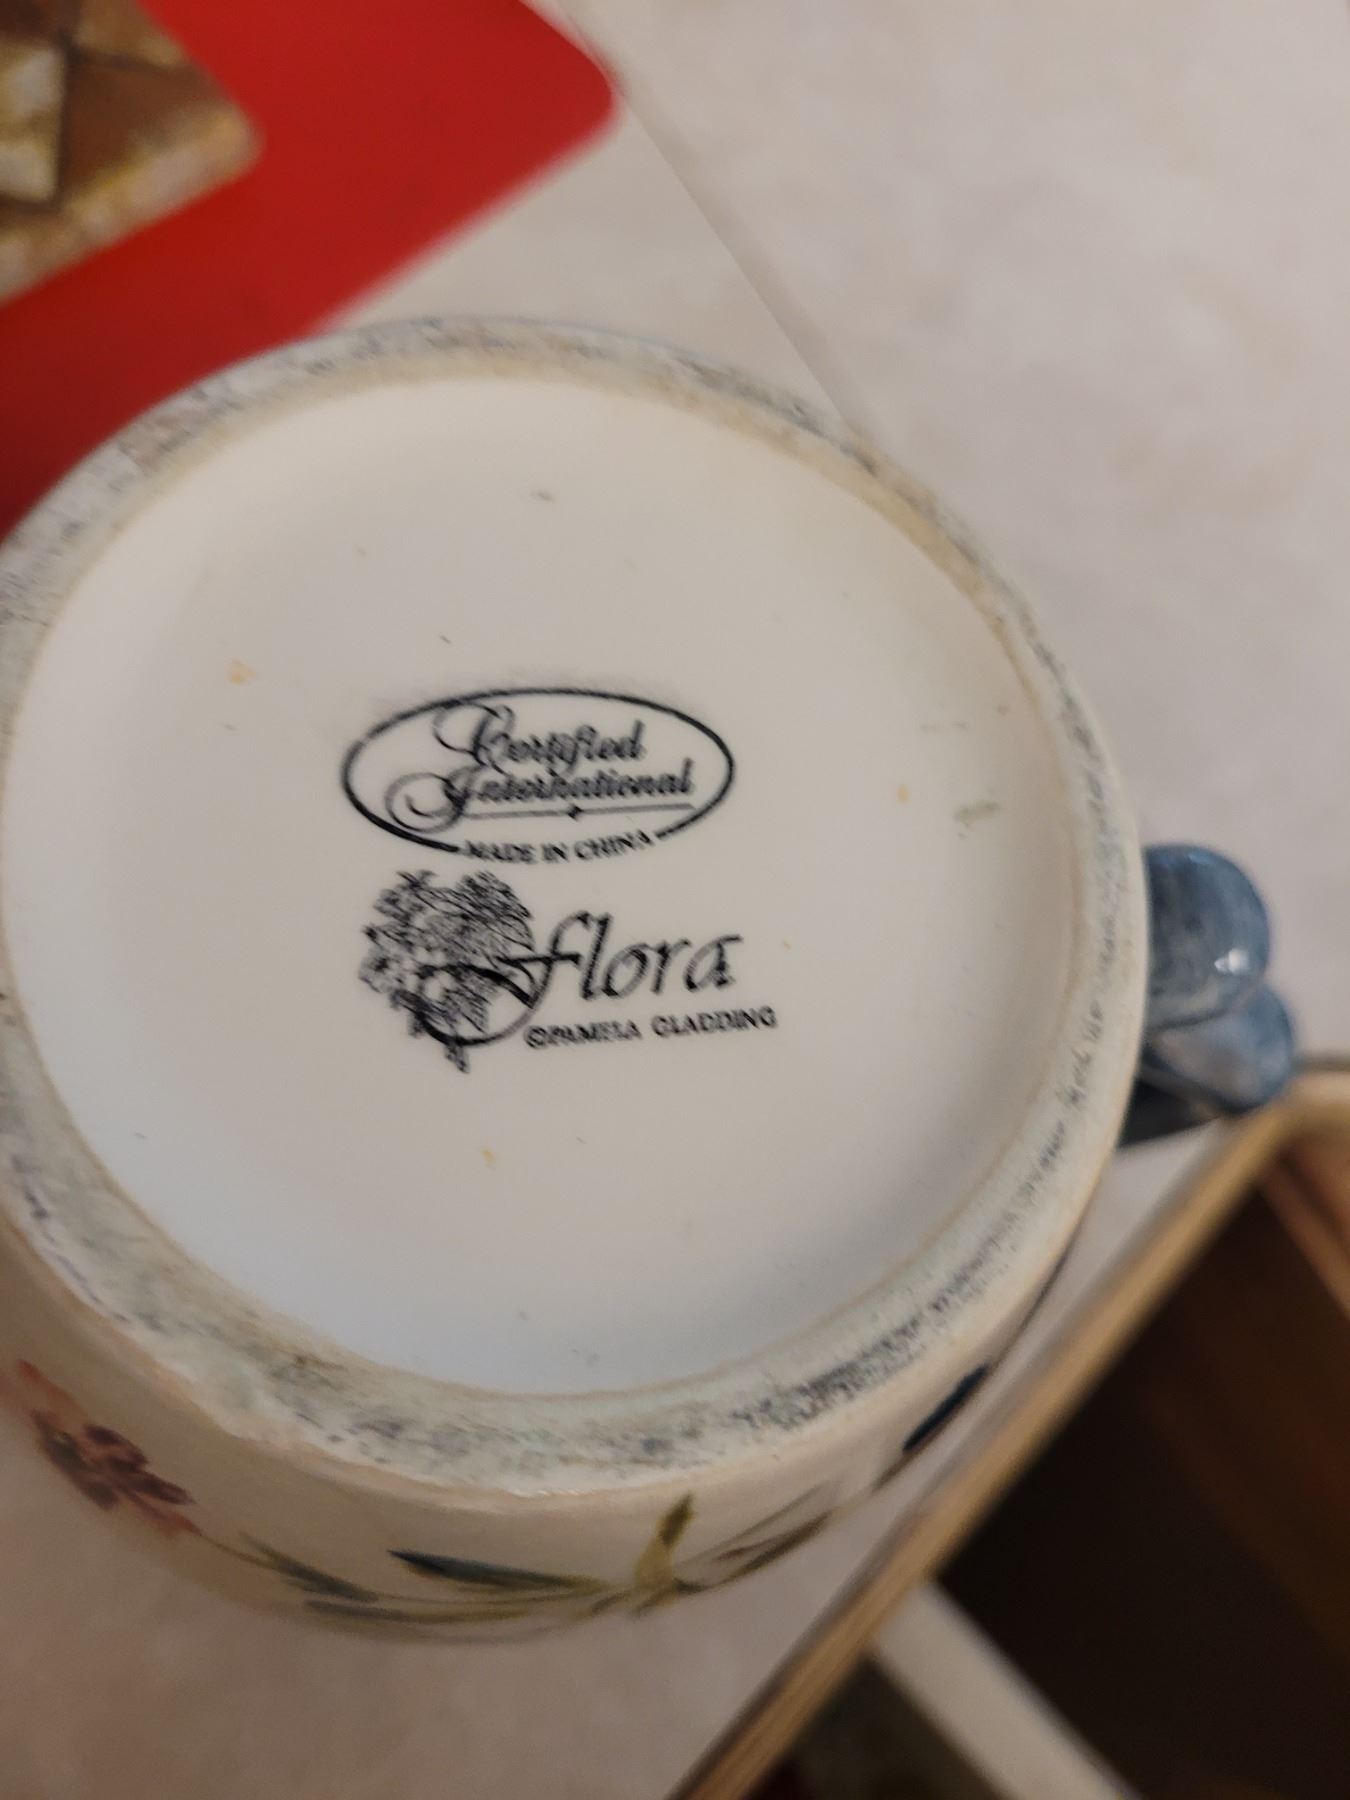 Certified
International
MADE IN CHINA
flora
©PAMELA GLADDING